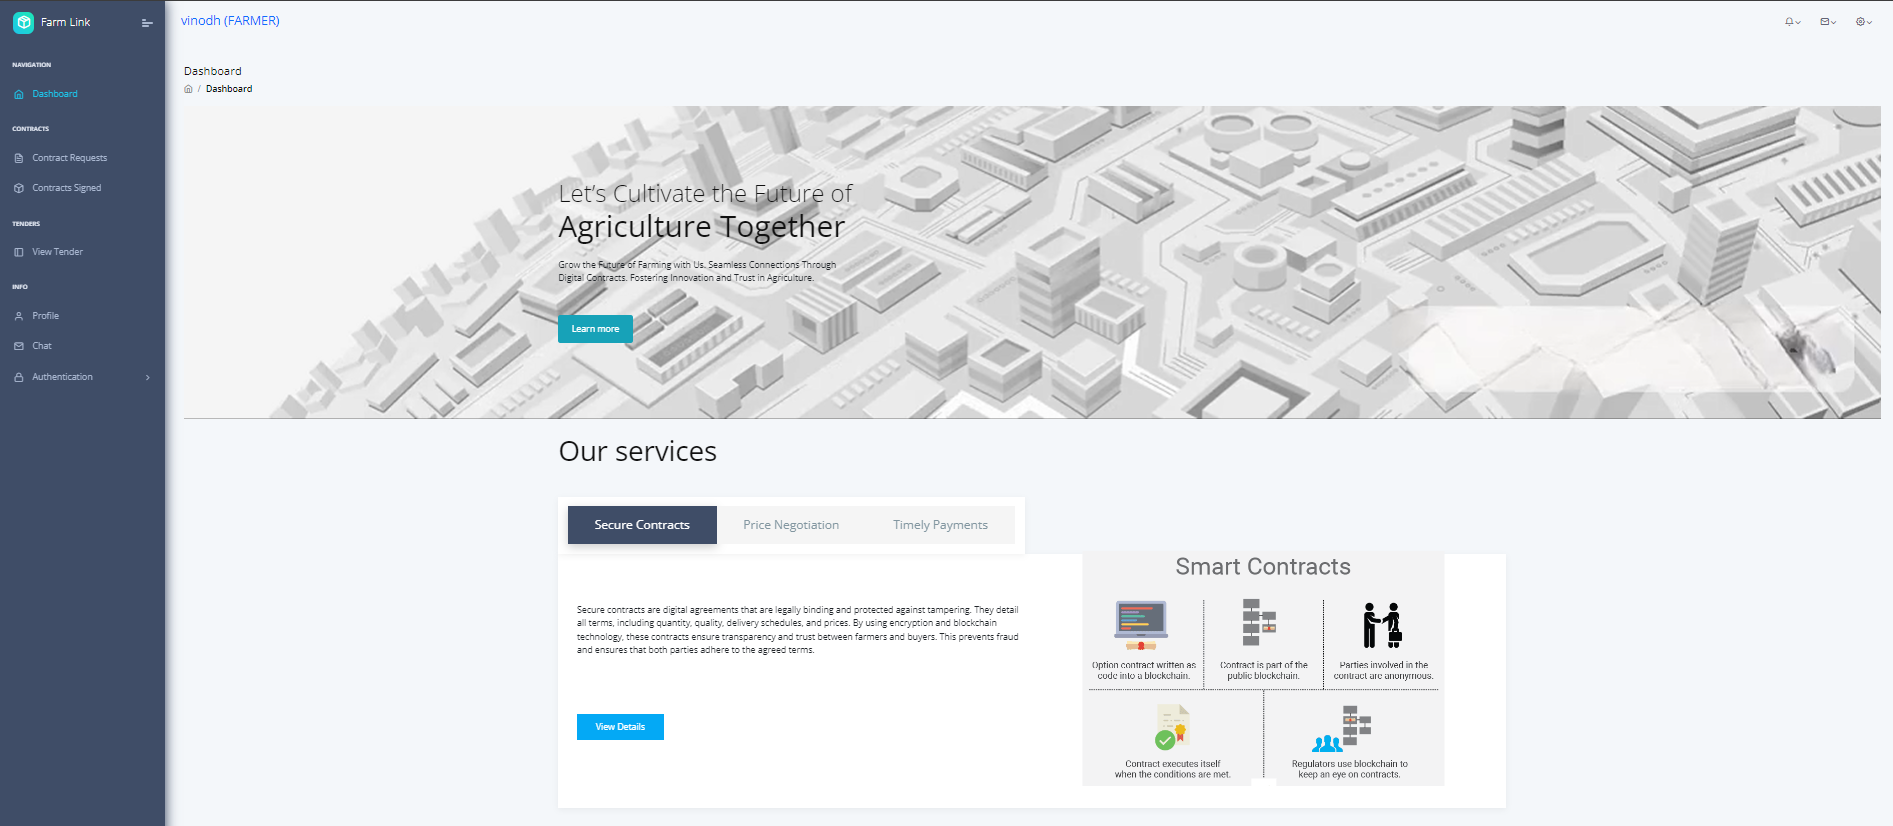 Farm Link
NAVIGATION
Dashboard
CONTRACTS
Contract Requests
Contracts Signed
TENDERS
View Tender
INFO
Profile
Chat
Authentication
vinodh (FARMER)
Dashboard
/ Dashboard
Let's Cultivate the Future of
Agriculture Together
Grow the Future of Farming with Us. Seamless Connections Through
Digital Contracts. Fostering Innovation and Trust in Agriculture.
Learn more
Our services
Secure Contracts Price Negotiation Timely Payments
Secure contracts are digital agreements that are legally binding and protected against tampering. They detail
all terms, including quantity, quality, delivery schedules, and prices. By using encryption and blockchain
technology, these contracts ensure transparency and trust between farmers and buyers. This prevents fraud
and ensures that both parties adhere to the agreed terms.
View Details
Smart Contracts
Option contract written as
code into a blockchain.
Contract is part of the
public blockchain.
Parties involved in the
contract are anonymous.
Contract executes itself
when the conditions are met.
Regulators use blockchain to
keep an eye on contracts.